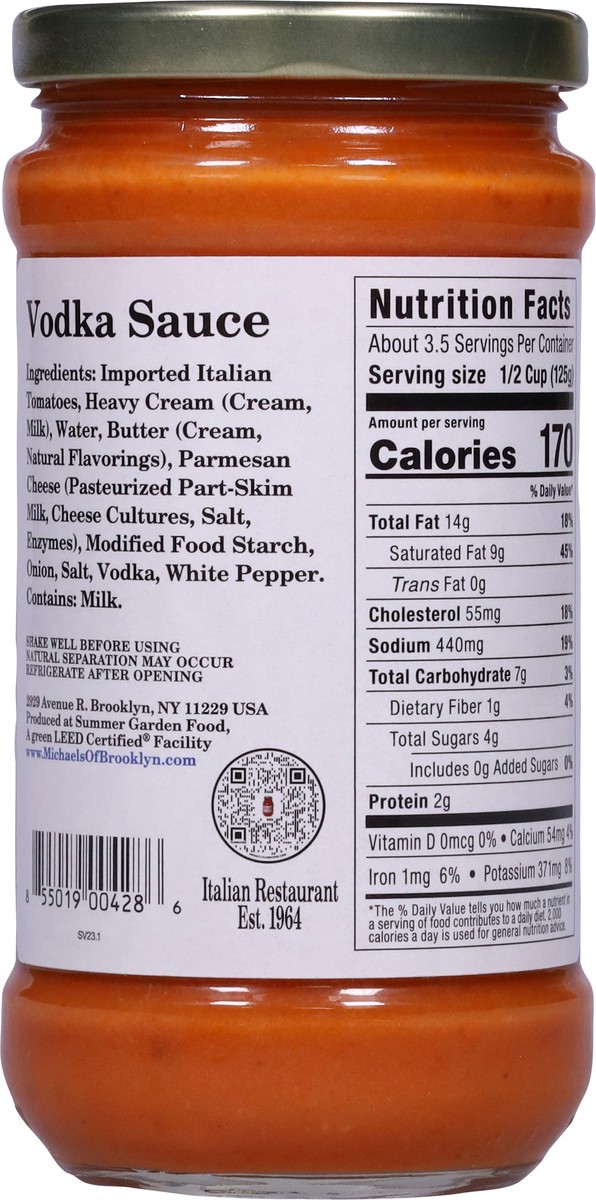 Vodka Sauce
Ingredients: Imported Italian
Tomatoes, Heavy Cream (Cream,
Milk), Water, Butter (Cream,
Natural Flavorings), Parmesan
Cheese (Pasteurized Part-Skim
Milk, Cheese Cultures, Salt,
Enzymes), Modified Food Starch,
Onion, Salt, Vodka, White Pepper.
Contains: Milk.
SHAKE WELL BEFORE USING
NATURAL SEPARATION MAY OCCUR
REFRIGERATE AFTER OPENING
2929 Avenue R. Brooklyn, NY 11229 USA
Produced at Summer Garden Food,
A green LEED Certified® Facility
www.MichaelsOfBrooklyn.com
8 55019 00428 6
SV23.1
Italian Restaurant
Est. 1964
Nutrition Facts
About 3.5 Servings Per Container
Serving size 1/2 Cup (125g)
Amount per serving
Calories 170
% Daily Value*
Total Fat 14g 18%
Saturated Fat 9g 45%
Trans Fat 0g
Cholesterol 55mg 18%
Sodium 440mg 19%
Total Carbohydrate 7g 3%
Dietary Fiber 1g 4%
Total Sugars 4g
Includes 0g Added Sugars 0%
Protein 2g
Vitamin D 0mcg 0% • Calcium 54mg 4%
Iron 1mg 6% • Potassium 371mg 8%
*The % Daily Value tells you how much a nutrient in
a serving of food contributes to a daily diet. 2,000
calories a day is used for general nutrition advice.